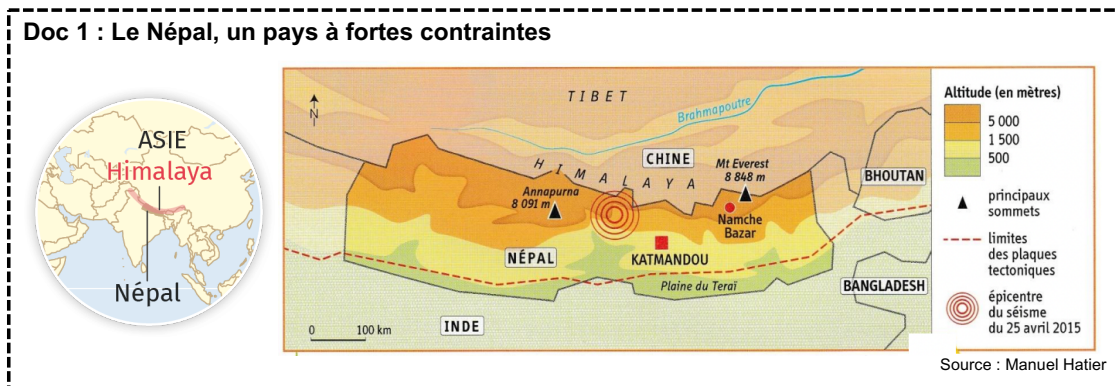 Doc 1 : Le Népal, un pays à fortes contraintes
ASIE
Himalaya
Népal
N
TIBET
Brahmapoutre
HIMALAYA
CHINE
Mt Everest
8 848 m
Annapurna
8 091 m
Namche
Bazar
NÉPAL
KATMANDOU
Plaine du Teraï
BHOUTAN
BANGLADESH
INDE
0 100 km
Altitude (en mètres)
5 000
1 500
500
principaux
sommets
limites
des plaques
tectoniques
épicentre
du séisme
du 25 avril 2015
Source : Manuel Hatier